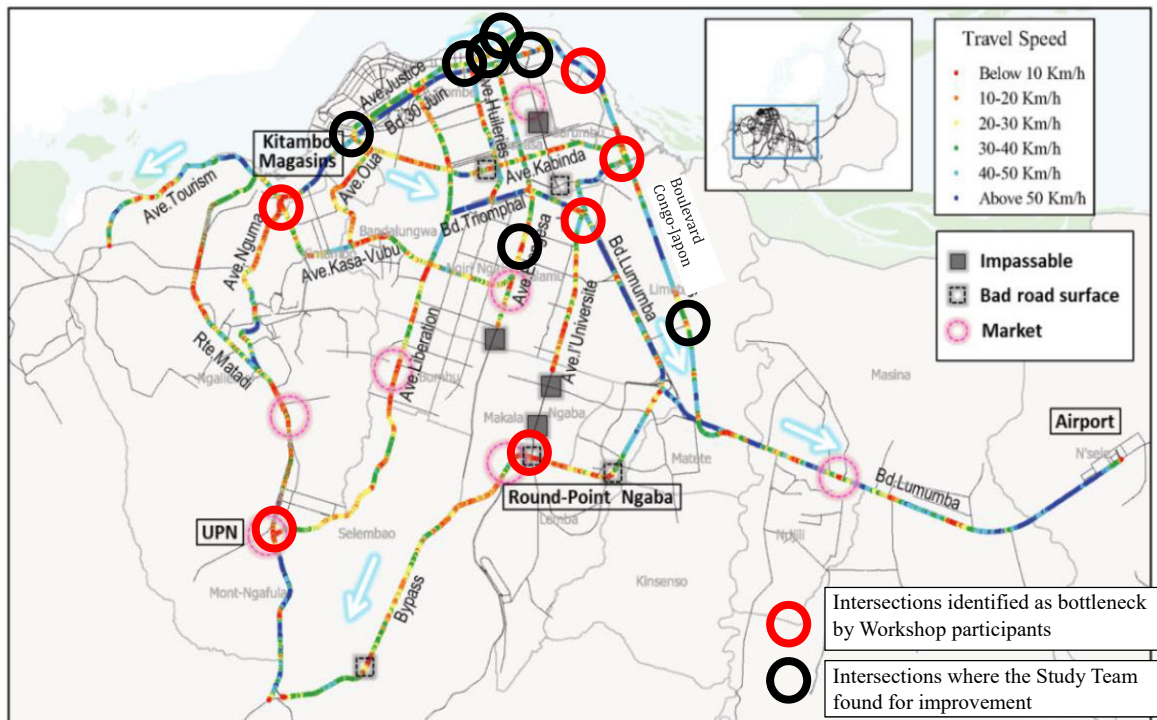 Travel Speed
Below 10 Km/h
10-20 Km/h
20-30 Km/h
30-40 Km/h
40-50 Km/h
Above 50 Km/h
Impassable
Bad road surface
Market
Ave.Justice
Bd.30 Juin
Ave.Huileries
Kitambo
Magasins
Ave.Oua
Ave.Kabinda
Ave.Tourism
Bd.Triomphal
Boulevard
Congo-Japon
Ave.Nguma
Bandalungwa
Ave.Kasa-Vubu
Bd.Lumumba
Ave.l'Universite
Rte.Matadi
Ave.Liberation
Masina
Makala
Ngaba
Airport
N'sele
Matete
Bd.Lumumba
Round-Point Ngaba
UPN
Selembao
Lemba
Ndjili
Kinsenso
Mont-Ngafula
Bypass
Intersections identified as bottleneck
by Workshop participants
Intersections where the Study Team
found for improvement